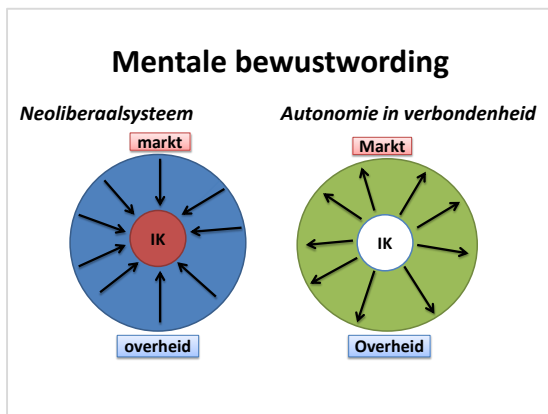 Mentale bewustwording
Neoliberaalsysteem
Autonomie in verbondenheid
markt
Markt
IK
IK
overheid
Overheid